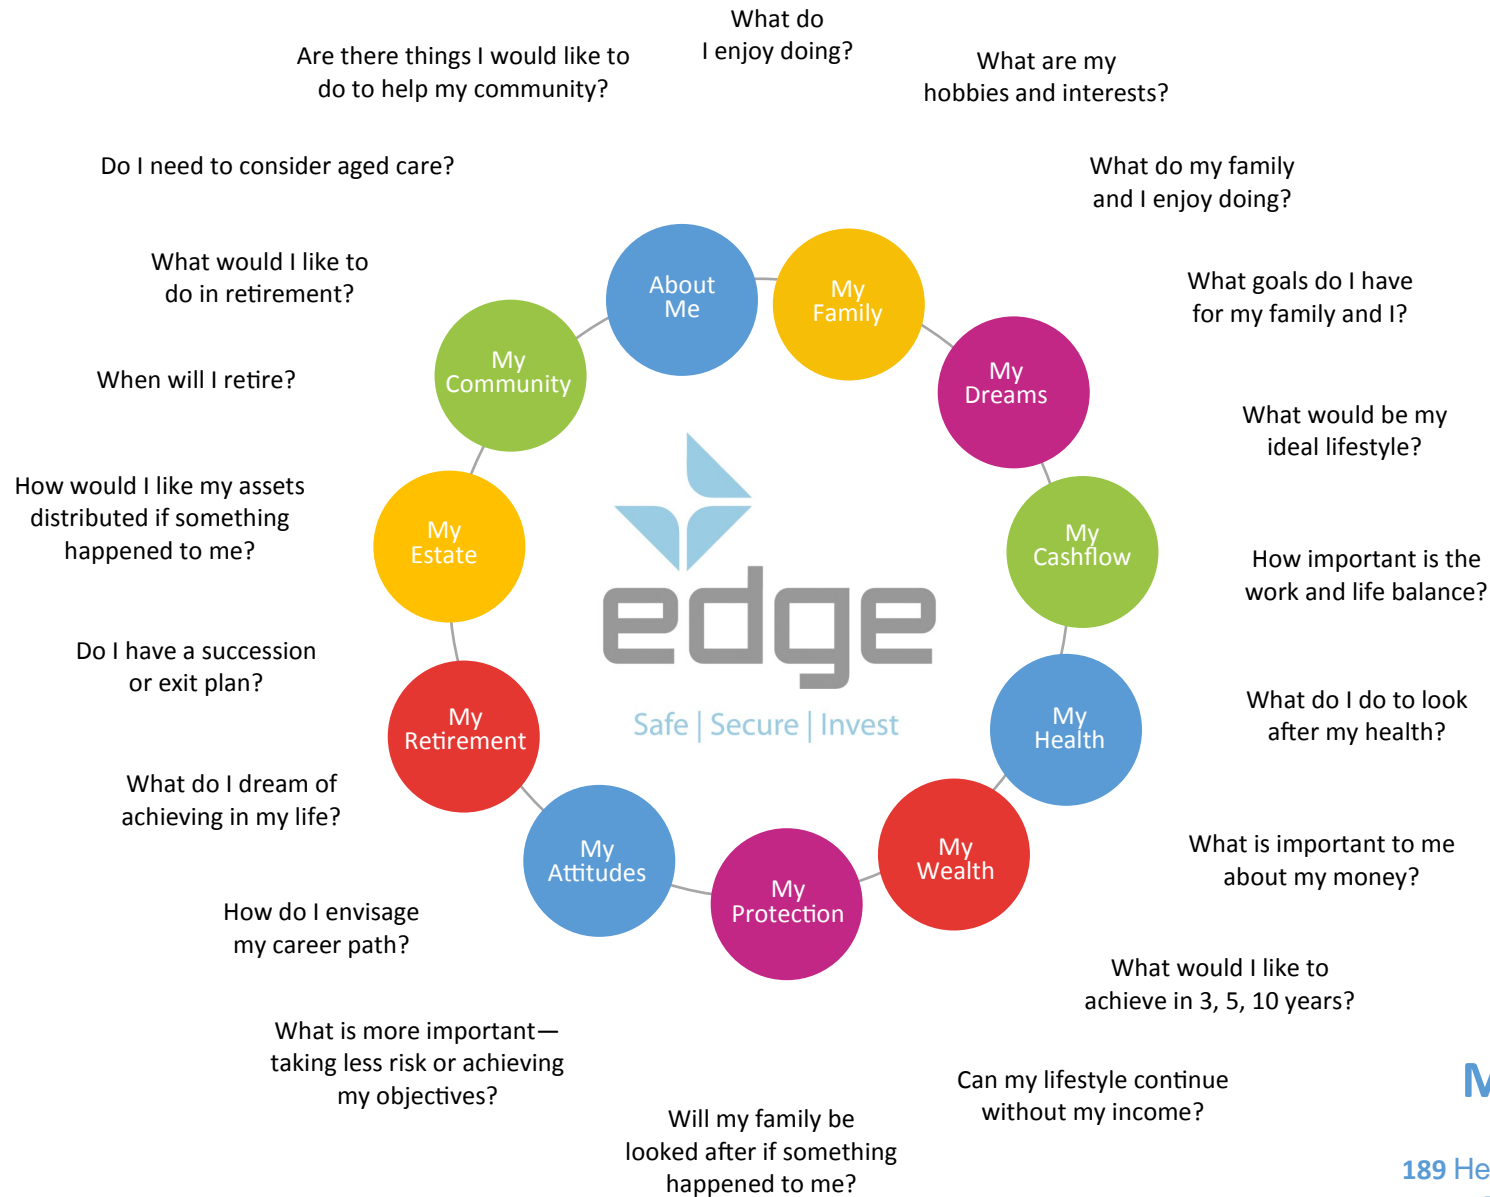 What do
I enjoy doing?
Are there things I would like to
do to help my community?
What are my
hobbies and interests?
Do I need to consider aged care?
What do my family
and I enjoy doing?
What would I like to
do in retirement?
What goals do I have
for my family and I?
When will I retire?
What would be my
ideal lifestyle?
How would I like my assets
distributed if something
happened to me?
How important is the
work and life balance?
Do I have a succession
or exit plan?
What do I do to look
after my health?
What do I dream of
achieving in my life?
What is important to me
about my money?
How do I envisage
my career path?
What would I like to
achieve in 3, 5, 10 years?
What is more important—
taking less risk or achieving
my objectives?
Can my lifestyle continue
without my income?
Will my family be
looked after if something
happened to me?
About
Me
My
Family
My
Dreams
My
Cashflow
My
Health
My
Wealth
My
Protection
My
Attitudes
My
Retirement
My
Estate
My
Community
edge
Safe | Secure | Invest
189